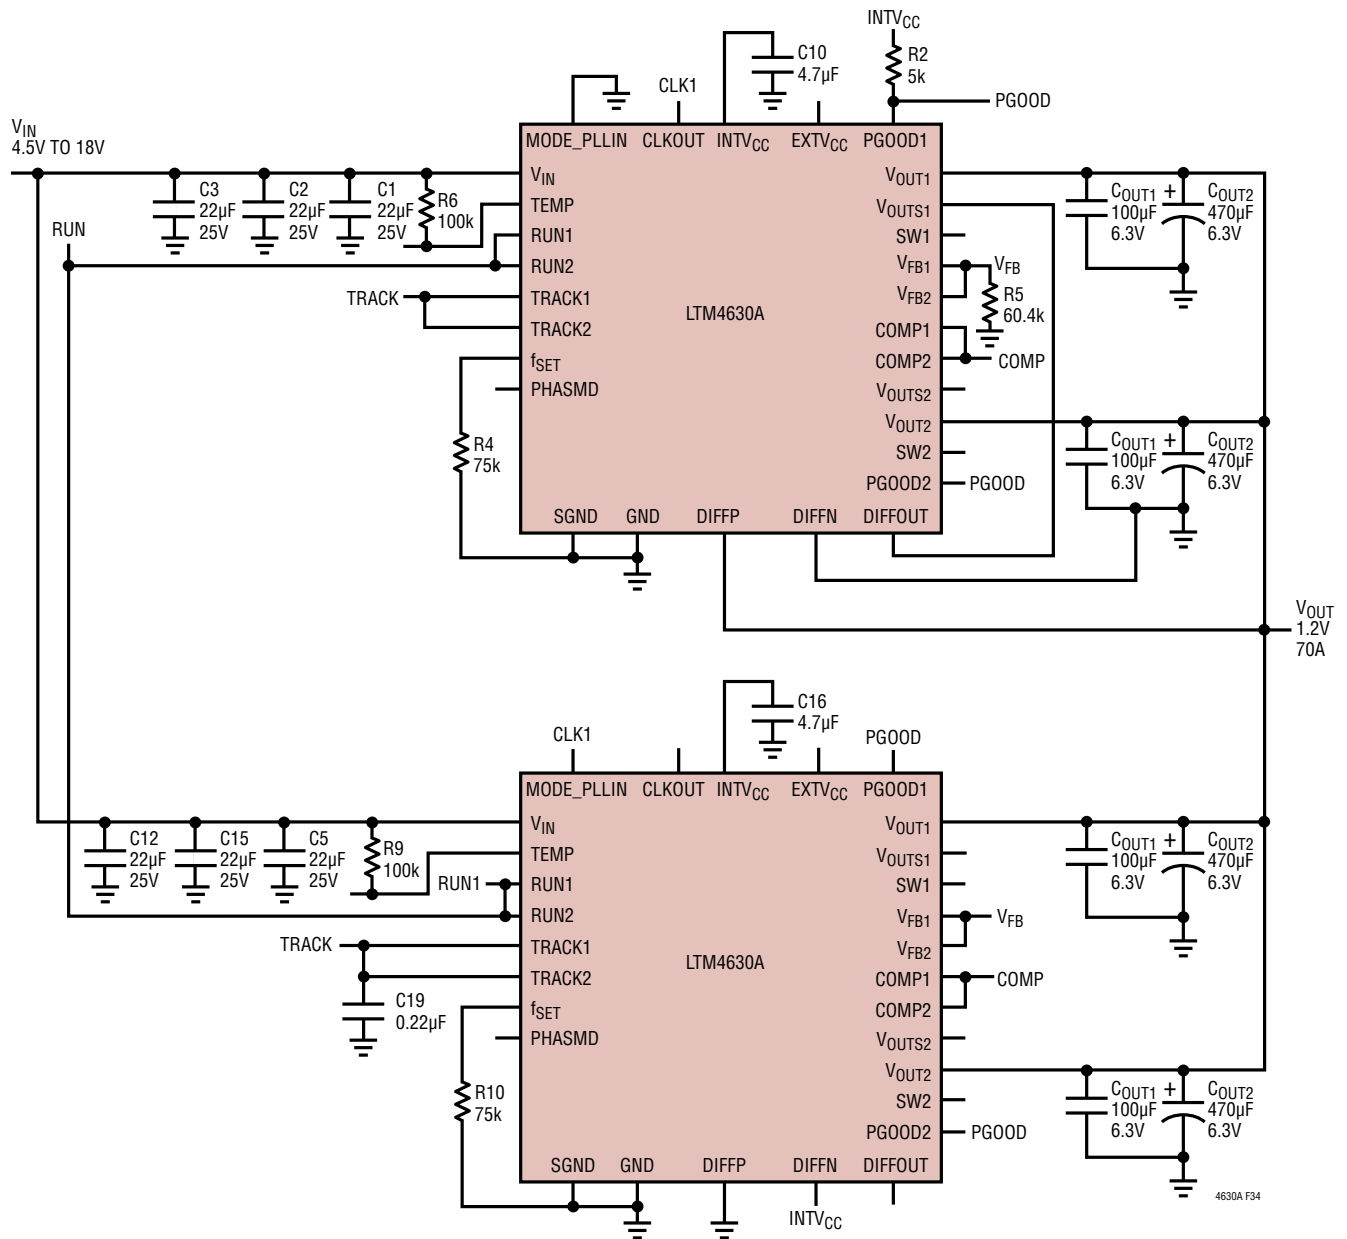 INTVCC
R2
5k
PGOOD
C10
4.7µF
CLK1
VIN
4.5V TO 18V
MODE_PLLIN CLKOUT INTVCC EXTVCC PGOOD1
VIN
TEMP
RUN1
RUN2
TRACK1
TRACK2
fSET
PHASMD
C3
22µF
25V
C2
22µF
25V
C1
22µF
25V
R6
100k
RUN
TRACK
R4
75k
LTM4630A
VOUT1
VOUTS1
SW1
VFB1
VFB2
COMP1
COMP2
VOUTS2
VOUT2
SW2
PGOOD2
VFB
R5
60.4k
COMP
PGOOD
COUT1
100µF
6.3V
+
COUT2
470µF
6.3V
COUT1
100µF
6.3V
+
COUT2
470µF
6.3V
SGND GND DIFFP DIFFN DIFFOUT
VOUT
1.2V
70A
C16
4.7µF
CLK1
PGOOD
MODE_PLLIN CLKOUT INTVCC EXTVCC PGOOD1
VIN
TEMP
RUN1
RUN2
TRACK1
TRACK2
fSET
PHASMD
C12
22µF
25V
C15
22µF
25V
C5
22µF
25V
R9
100k
RUN1
TRACK
C19
0.22µF
R10
75k
LTM4630A
VOUT1
VOUTS1
SW1
VFB1
VFB2
COMP1
COMP2
VOUTS2
VOUT2
SW2
PGOOD2
VFB
COMP
PGOOD
COUT1
100µF
6.3V
+
COUT2
470µF
6.3V
COUT1
100µF
6.3V
+
COUT2
470µF
6.3V
SGND GND DIFFP DIFFN DIFFOUT
INTVCC
4630A F34